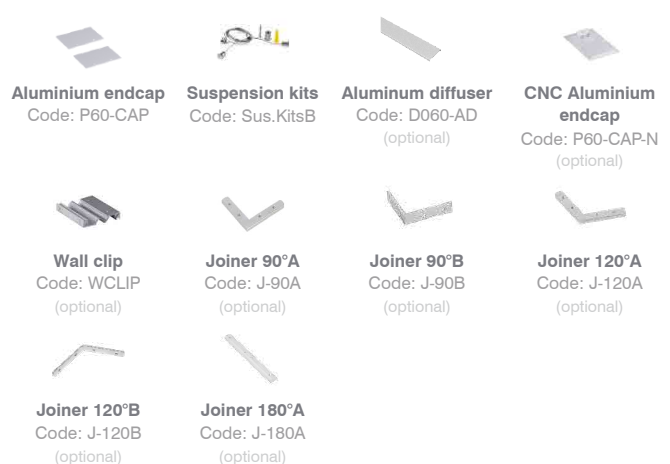 Aluminium endcap
Code: P60-CAP
Suspension kits
Code: Sus.KitsB
Aluminum diffuser
Code: D060-AD
(optional)
CNC Aluminium
endcap
Code: P60-CAP-N
(optional)
Wall clip
Code: WCLIP
(optional)
Joiner 90°A
Code: J-90A
(optional)
Joiner 90°B
Code: J-90B
(optional)
Joiner 120°A
Code: J-120A
(optional)
Joiner 120°B
Code: J-120B
(optional)
Joiner 180°A
Code: J-180A
(optional)